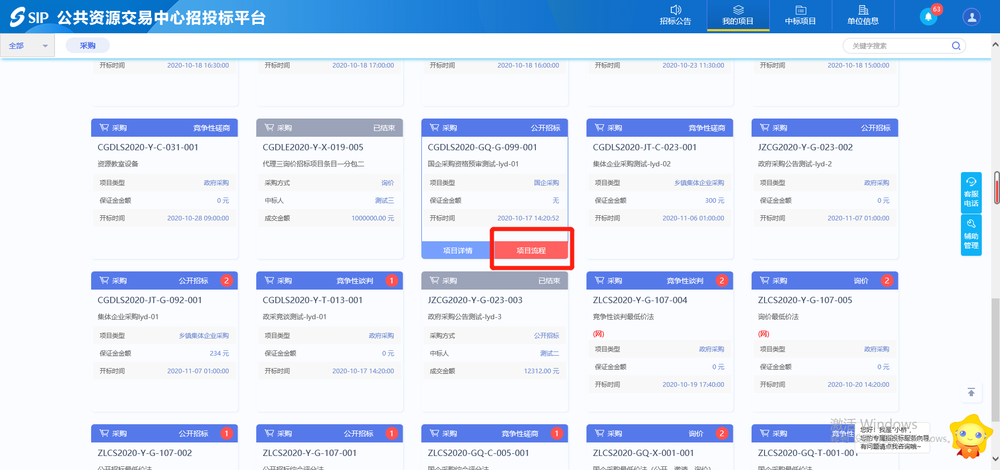 SIP 公共资源交易中心招投标平台
招标公告
我的项目
中标项目
单位信息
63
全部
采购
关键字搜索
开标时间 2020-10-18 16:30:00
开标时间 2020-10-18 17:00:00
开标时间 2020-10-18 16:00:00
开标时间 2020-10-23 11:30:00
开标时间 2020-10-18 15:00:00
采购 竞争性磋商
CGDLS2020-Y-C-031-001
资源教室设备
项目类型 政府采购
保证金金额 0 元
开标时间 2020-10-28 09:00:00
采购 已结束
CGDLE2020-Y-X-019-005
代理三询价招标项目条目一分包二
采购方式 询价
中标人 测试三
成交金额 1000000.00 元
采购 公开招标
CGDLS2020-GQ-G-099-001
国企采购资格预审测试-lyd-01
项目类型 国企采购
保证金金额 无
开标时间 2020-10-17 14:20:52
项目详情 项目流程
采购 竞争性磋商
CGDLS2020-JT-C-023-001
集体企业采购测试-lyd-02
项目类型 乡镇集体企业采购
保证金金额 300 元
开标时间 2020-11-06 01:00:00
采购 公开招标
JZCG2020-Y-G-023-002
政府采购公告测试-lyd-2
项目类型 政府采购
保证金金额 0 元
开标时间 2020-11-07 01:00:00
客服
电话
辅助
管理
采购 公开招标 2
CGDLS2020-JT-G-092-001
集体企业采购lyd-01
项目类型 乡镇集体企业采购
保证金金额 234 元
开标时间 2020-11-07 01:00:00
采购 竞争性谈判 1
CGDLS2020-Y-T-013-001
政采竞谈测试-lyd-01
项目类型 政府采购
保证金金额 0 元
开标时间 2020-10-17 14:20:00
采购 已结束
JZCG2020-Y-G-023-003
政府采购公告测试-lyd-3
采购方式 公开招标
中标人 测试二
成交金额 12312.00 元
采购 竞争性谈判 2
ZLCS2020-Y-G-107-004
竞争性谈判最低价法
(网)
项目类型 政府采购
保证金金额 0 元
开标时间 2020-10-19 17:40:00
采购 询价 2
ZLCS2020-Y-G-107-005
询价最低价法
(网)
项目类型 政府采购
保证金金额 0 元
开标时间 2020-10-20 14:20:00
采购 公开招标 1
ZLCS2020-Y-G-107-002
公开招标最低价法
采购 公开招标 1
ZLCS2020-Y-G-107-001
公开招标综合评分法
采购 竞争性磋商 1
ZLCS2020-GQ-C-005-001
国企采购综合评分法
采购 询价 2
ZLCS2020-GQ-X-001-001
国企采购最低价法（公开、邀请、询价）
采购 竞争性
ZLCS2020-GQ-T-001-001
国企采购最低价法
激活 Windows
您好！我是"小桥",
您的专属招投标服务向导
有问题请点我咨询哦~